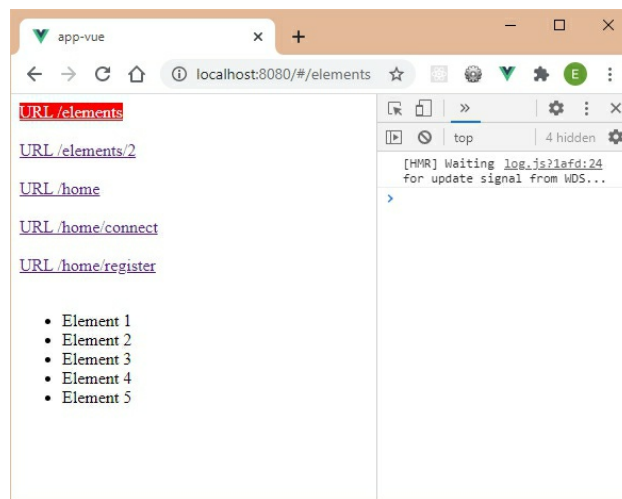 app-vue
localhost:8080/#/elements
E
URL /elements
URL /elements/2
URL /home
URL /home/connect
URL /home/register
Element 1
Element 2
Element 3
Element 4
Element 5
top
4 hidden
[HMR] Waiting log.js?1afd:24
for update signal from WDS...